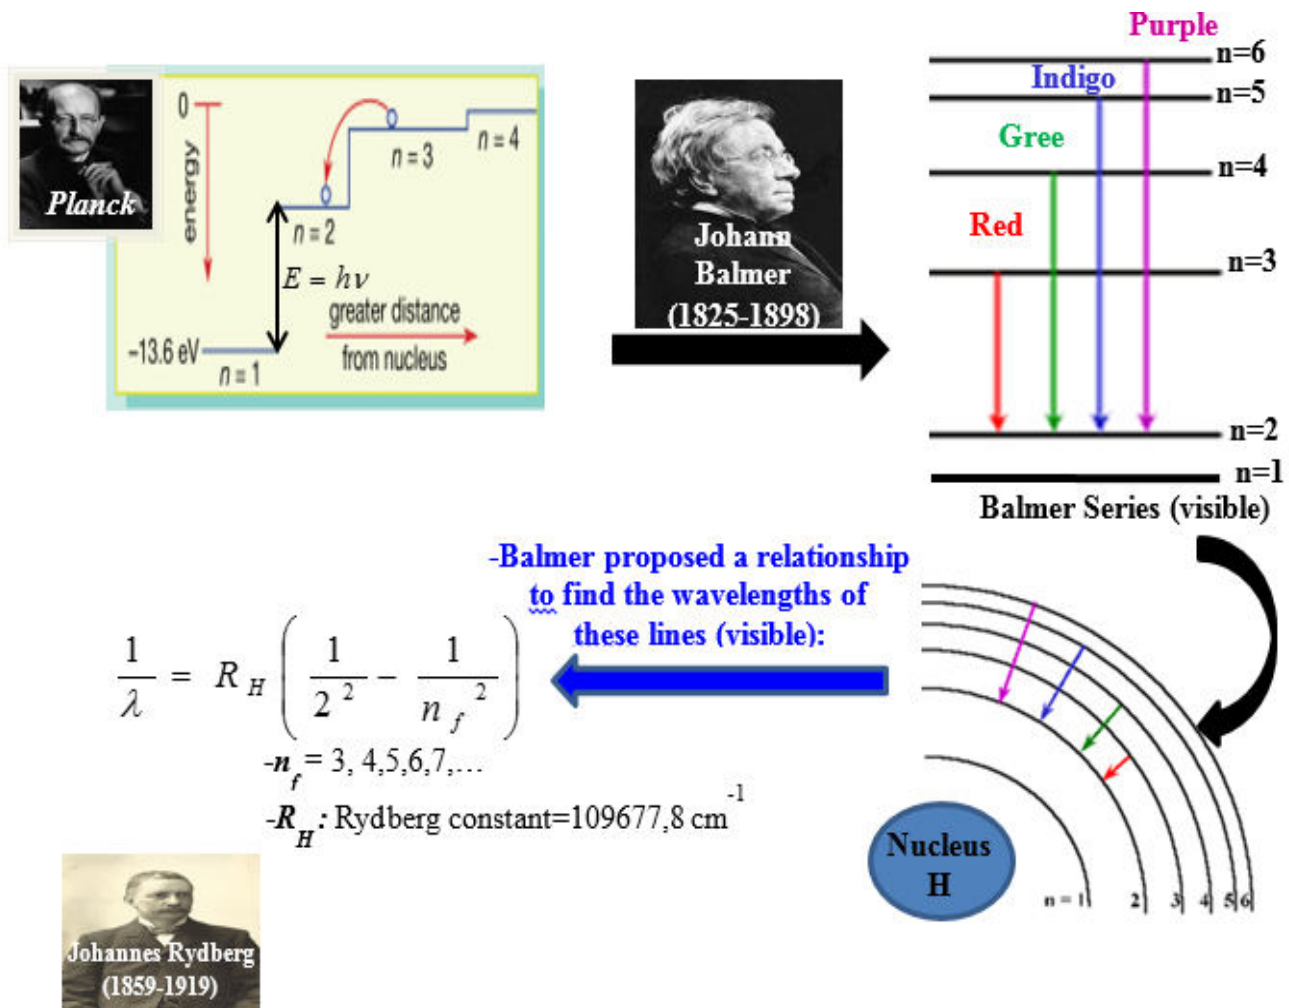 Planck
0
energy
n = 4
n = 3
n = 2
E = hν
greater distance
from nucleus
−13.6 eV
n = 1
Johann
Balmer
(1825-1898)
Purple
n=6
Indigo
n=5
Gree
n=4
Red
n=3
n=2
n=1
Balmer Series (visible)
-Balmer proposed a relationship
to find the wavelengths of
these lines (visible):
1/λ = R_H (1/2² − 1/n_f²)
-n_f = 3, 4,5,6,7,...
-R_H: Rydberg constant=109677,8 cm⁻¹
Nucleus
H
n = 1 2 3 4 5 6
Johannes Rydberg
(1859-1919)